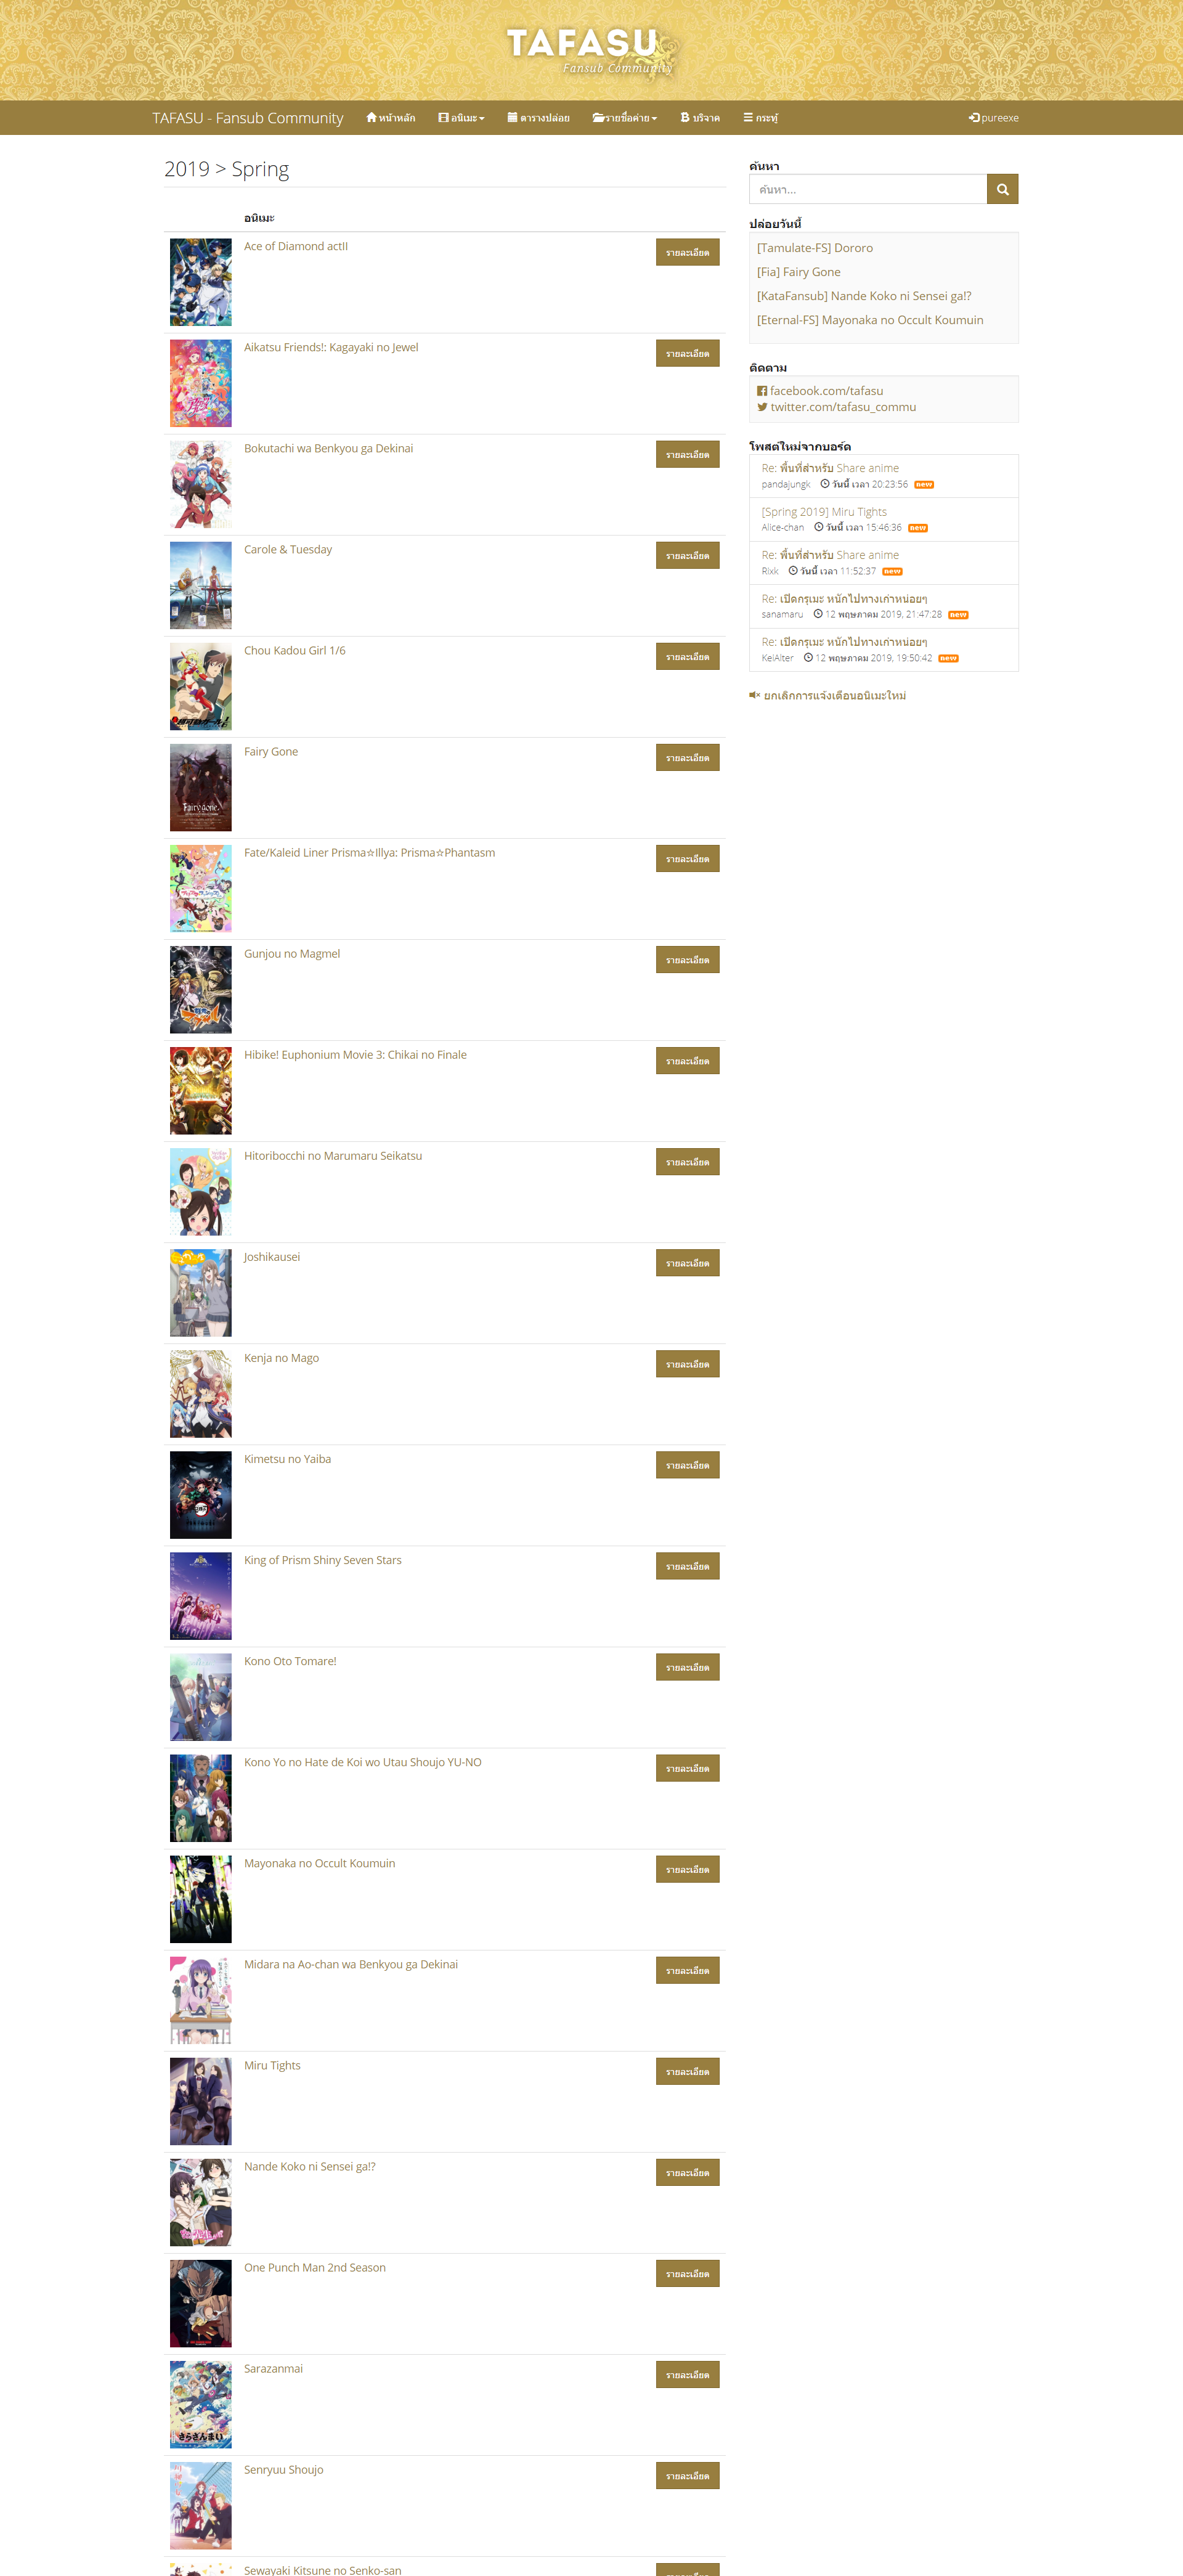 TAFASU
Fansub Community
TAFASU - Fansub Community
หน้าหลัก
อนิเมะ
ตารางปล่อย
รายชื่อค่าย
บริจาค
กระทู้
pureexe
2019 > Spring
อนิเมะ
Ace of Diamond actII
รายละเอียด
Aikatsu Friends!: Kagayaki no Jewel
รายละเอียด
Bokutachi wa Benkyou ga Dekinai
รายละเอียด
Carole & Tuesday
รายละเอียด
Chou Kadou Girl 1/6
รายละเอียด
Fairy Gone
รายละเอียด
Fairy gone
Fate/Kaleid Liner Prisma☆Illya: Prisma☆Phantasm
รายละเอียด
Gunjou no Magmel
รายละเอียด
Hibike! Euphonium Movie 3: Chikai no Finale
รายละเอียด
Hitoribocchi no Marumaru Seikatsu
รายละเอียด
Joshikausei
รายละเอียด
Kenja no Mago
รายละเอียด
Kimetsu no Yaiba
รายละเอียด
King of Prism Shiny Seven Stars
รายละเอียด
Kono Oto Tomare!
รายละเอียด
Kono Yo no Hate de Koi wo Utau Shoujo YU-NO
รายละเอียด
Mayonaka no Occult Koumuin
รายละเอียด
Midara na Ao-chan wa Benkyou ga Dekinai
รายละเอียด
Miru Tights
รายละเอียด
Nande Koko ni Sensei ga!?
รายละเอียด
One Punch Man 2nd Season
รายละเอียด
Sarazanmai
รายละเอียด
さらざんまい
Senryuu Shoujo
รายละเอียด
Sewayaki Kitsune no Senko-san
ค้นหา
ค้นหา...
ปล่อยวันนี้
[Tamulate-FS] Dororo
[Fia] Fairy Gone
[KataFansub] Nande Koko ni Sensei ga!?
[Eternal-FS] Mayonaka no Occult Koumuin
ติดตาม
facebook.com/tafasu
twitter.com/tafasu_commu
โพสต์ใหม่จากบอร์ด
Re: พื้นที่สำหรับ Share anime
pandajungk วันนี้ เวลา 20:23:56 new
[Spring 2019] Miru Tights
Alice-chan วันนี้ เวลา 15:46:36 new
Re: พื้นที่สำหรับ Share anime
Rixk วันนี้ เวลา 11:52:37 new
Re: เปิดกรุเมะ หนักไปทางเก่าหน่อยๆ
sanamaru 12 พฤษภาคม 2019, 21:47:28 new
Re: เปิดกรุเมะ หนักไปทางเก่าหน่อยๆ
KeiAlter 12 พฤษภาคม 2019, 19:50:42 new
ยกเลิกการแจ้งเตือนอนิเมะใหม่